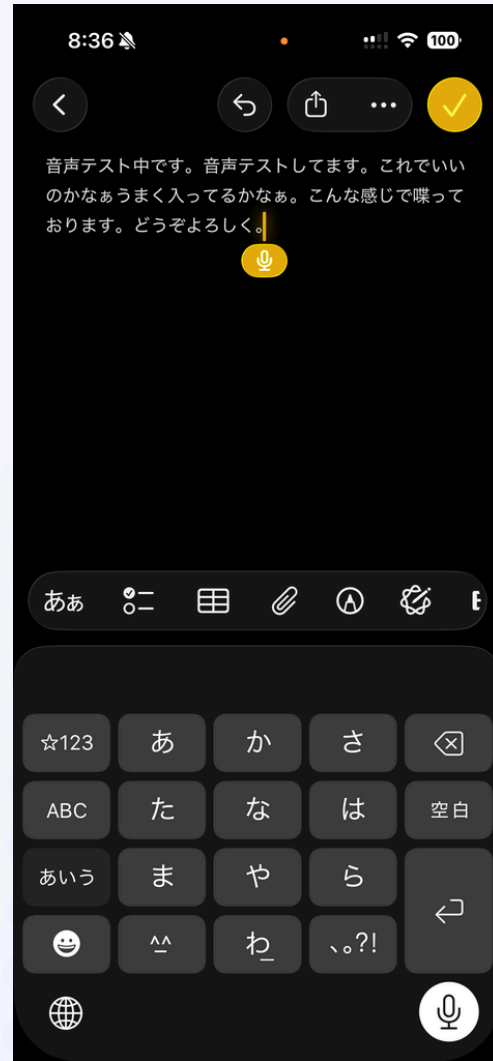 8:36
100
音声テスト中です。音声テストしてます。これでいい
のかなぁうまく入ってるかなぁ。こんな感じで喋って
おります。どうぞよろしく。
あぁ
☆123
あ
か
さ
ABC
た
な
は
空白
あいう
ま
や
ら
^^
わ_
、。?!